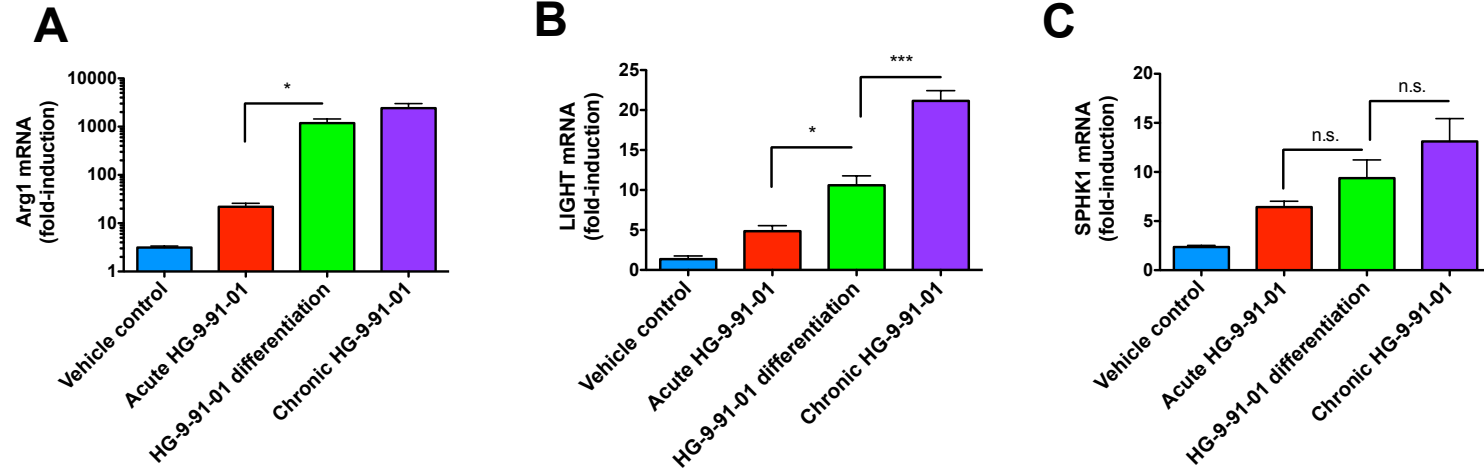 A
Arg1 mRNA
(fold-induction)
10000
1000
100
10
1
*
Vehicle control
Acute HG-9-91-01
HG-9-91-01 differentiation
Chronic HG-9-91-01
B
LIGHT mRNA
(fold-induction)
25
20
15
10
5
0
*
***
Vehicle control
Acute HG-9-91-01
HG-9-91-01 differentiation
Chronic HG-9-91-01
C
SPHK1 mRNA
(fold-induction)
20
15
10
5
0
n.s.
n.s.
Vehicle control
Acute HG-9-91-01
HG-9-91-01 differentiation
Chronic HG-9-91-01